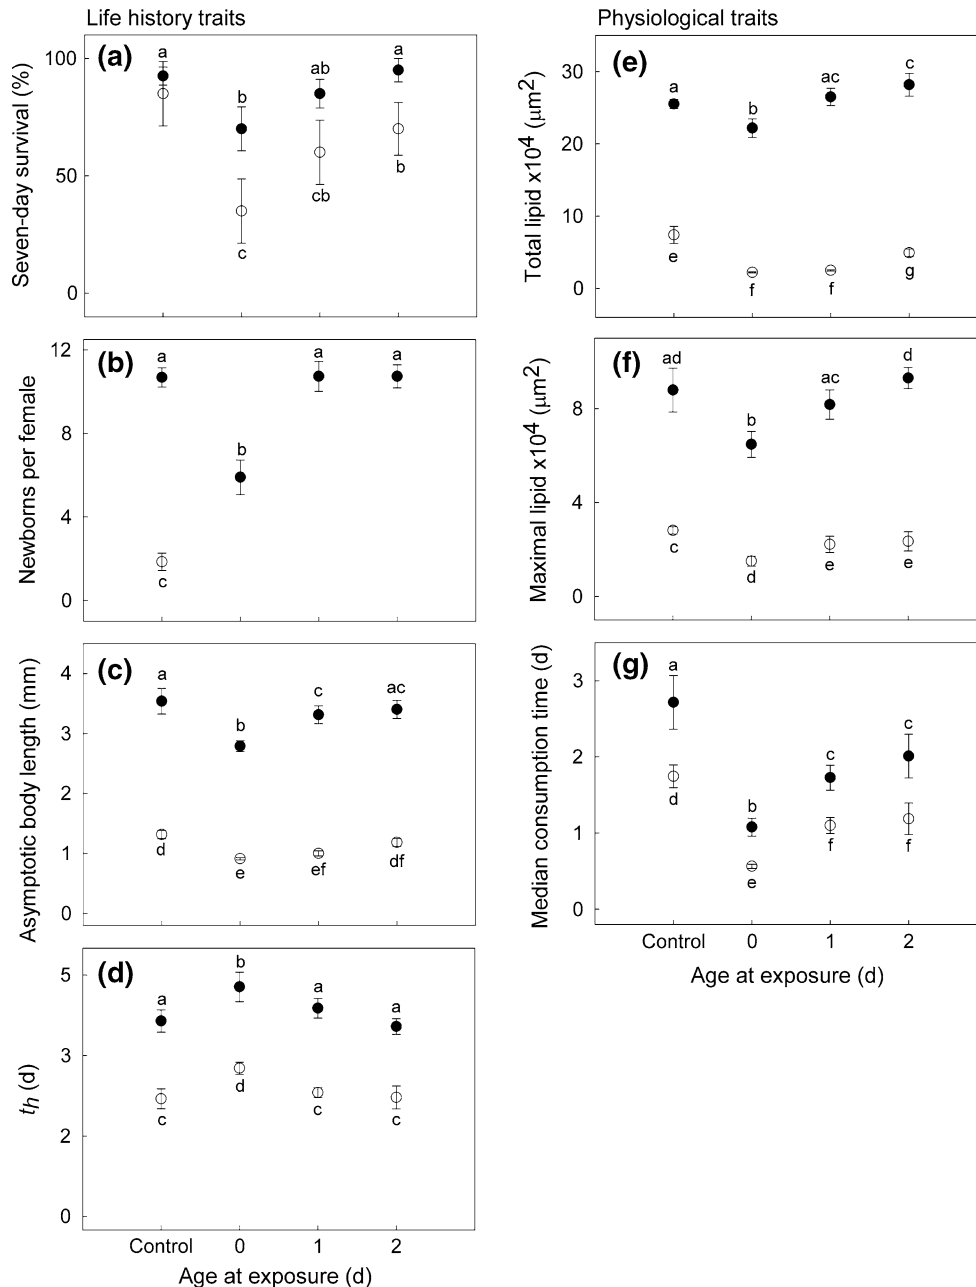 Life history traits
(a)
Seven-day survival (%)
100
50
0
a
b
ab
a
c
cb
b
(b)
Newborns per female
12
8
4
0
a
b
a
a
c
(c)
Asymptotic body length (mm)
4
3
2
1
0
a
b
c
ac
d
e
ef
df
(d)
t_h (d)
5
3
2
0
a
b
a
a
c
d
c
c
Control 0 1 2
Age at exposure (d)
Physiological traits
(e)
Total lipid x10⁴ (µm²)
30
20
10
0
a
b
ac
c
e
f
f
g
(f)
Maximal lipid x10⁴ (µm²)
8
4
0
ad
b
ac
d
c
d
e
e
(g)
Median consumption time (d)
3
2
1
0
a
b
c
c
d
e
f
f
Control 0 1 2
Age at exposure (d)